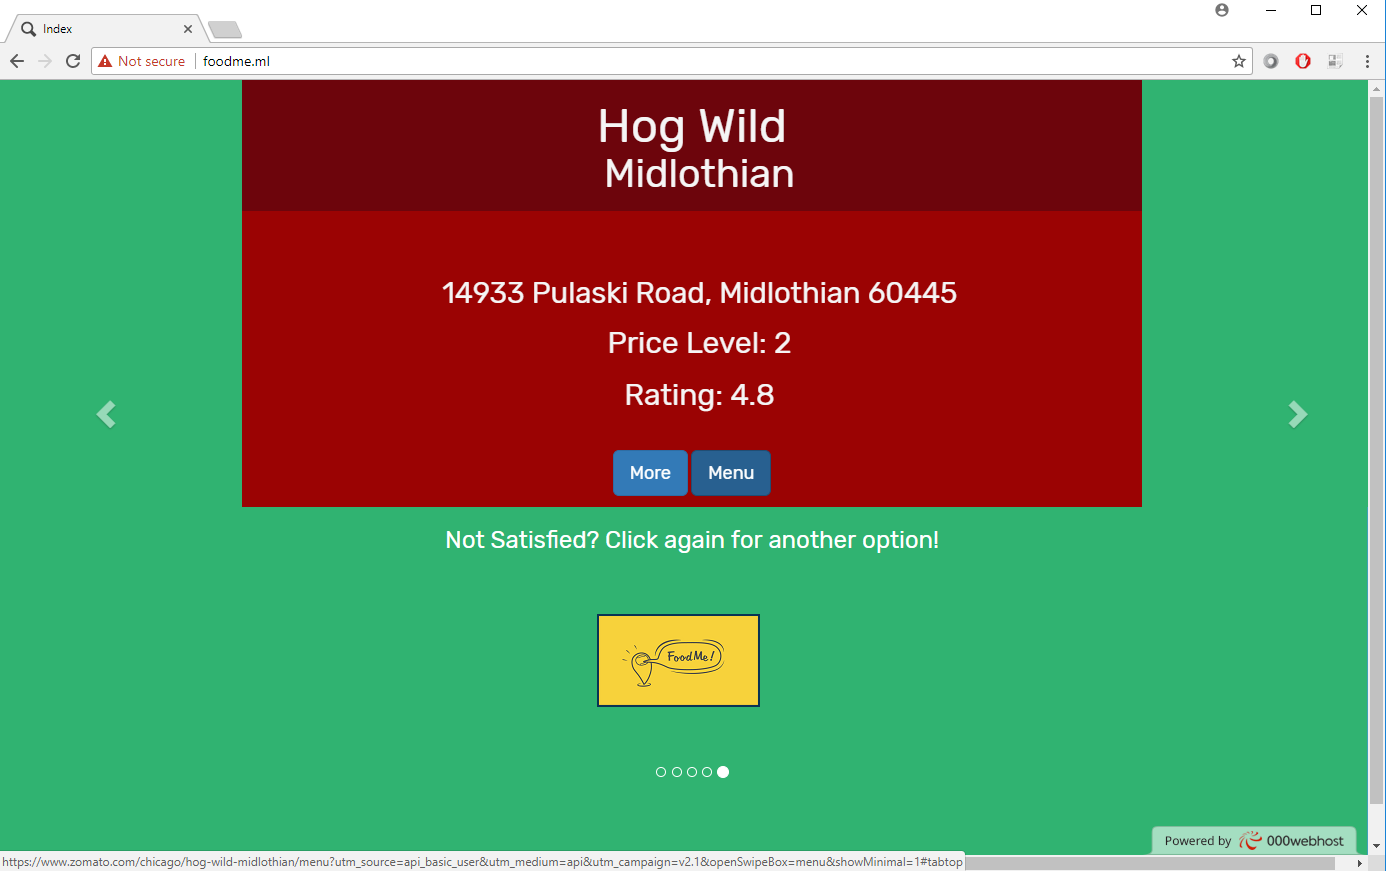 Index
Not secure
foodme.ml
Hog Wild
Midlothian
14933 Pulaski Road, Midlothian 60445
Price Level: 2
Rating: 4.8
More Menu
Not Satisfied? Click again for another option!
FoodMe!
Powered by 000webhost
https://www.zomato.com/chicago/hog-wild-midlothian/menu?utm_source=api_basic_user&utm_medium=api&utm_campaign=v2.1&openSwipeBox=menu&showMinimal=1#tabtop